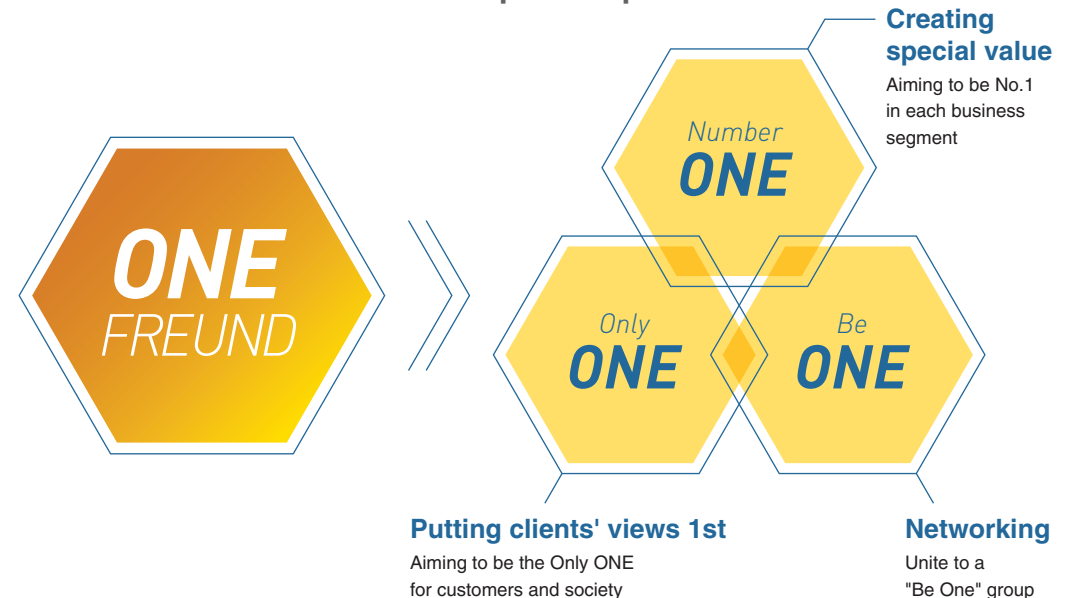 Creating
special value
Aiming to be No.1
in each business
segment
Number
ONE
ONE
FREUND
Only
ONE
Be
ONE
Putting clients' views 1st
Aiming to be the Only ONE
for customers and society
Networking
Unite to a
"Be One" group